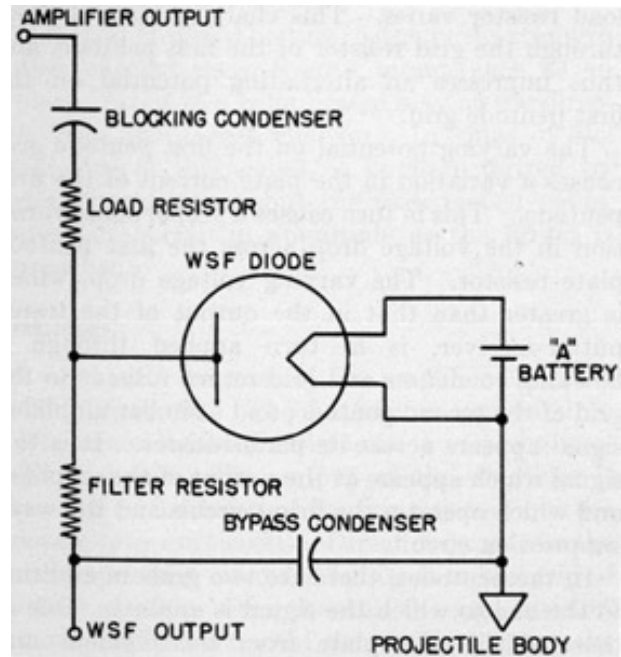 AMPLIFIER OUTPUT
BLOCKING CONDENSER
LOAD RESISTOR
WSF DIODE
"A"
BATTERY
FILTER RESISTOR
BYPASS CONDENSER
WSF OUTPUT
PROJECTILE BODY